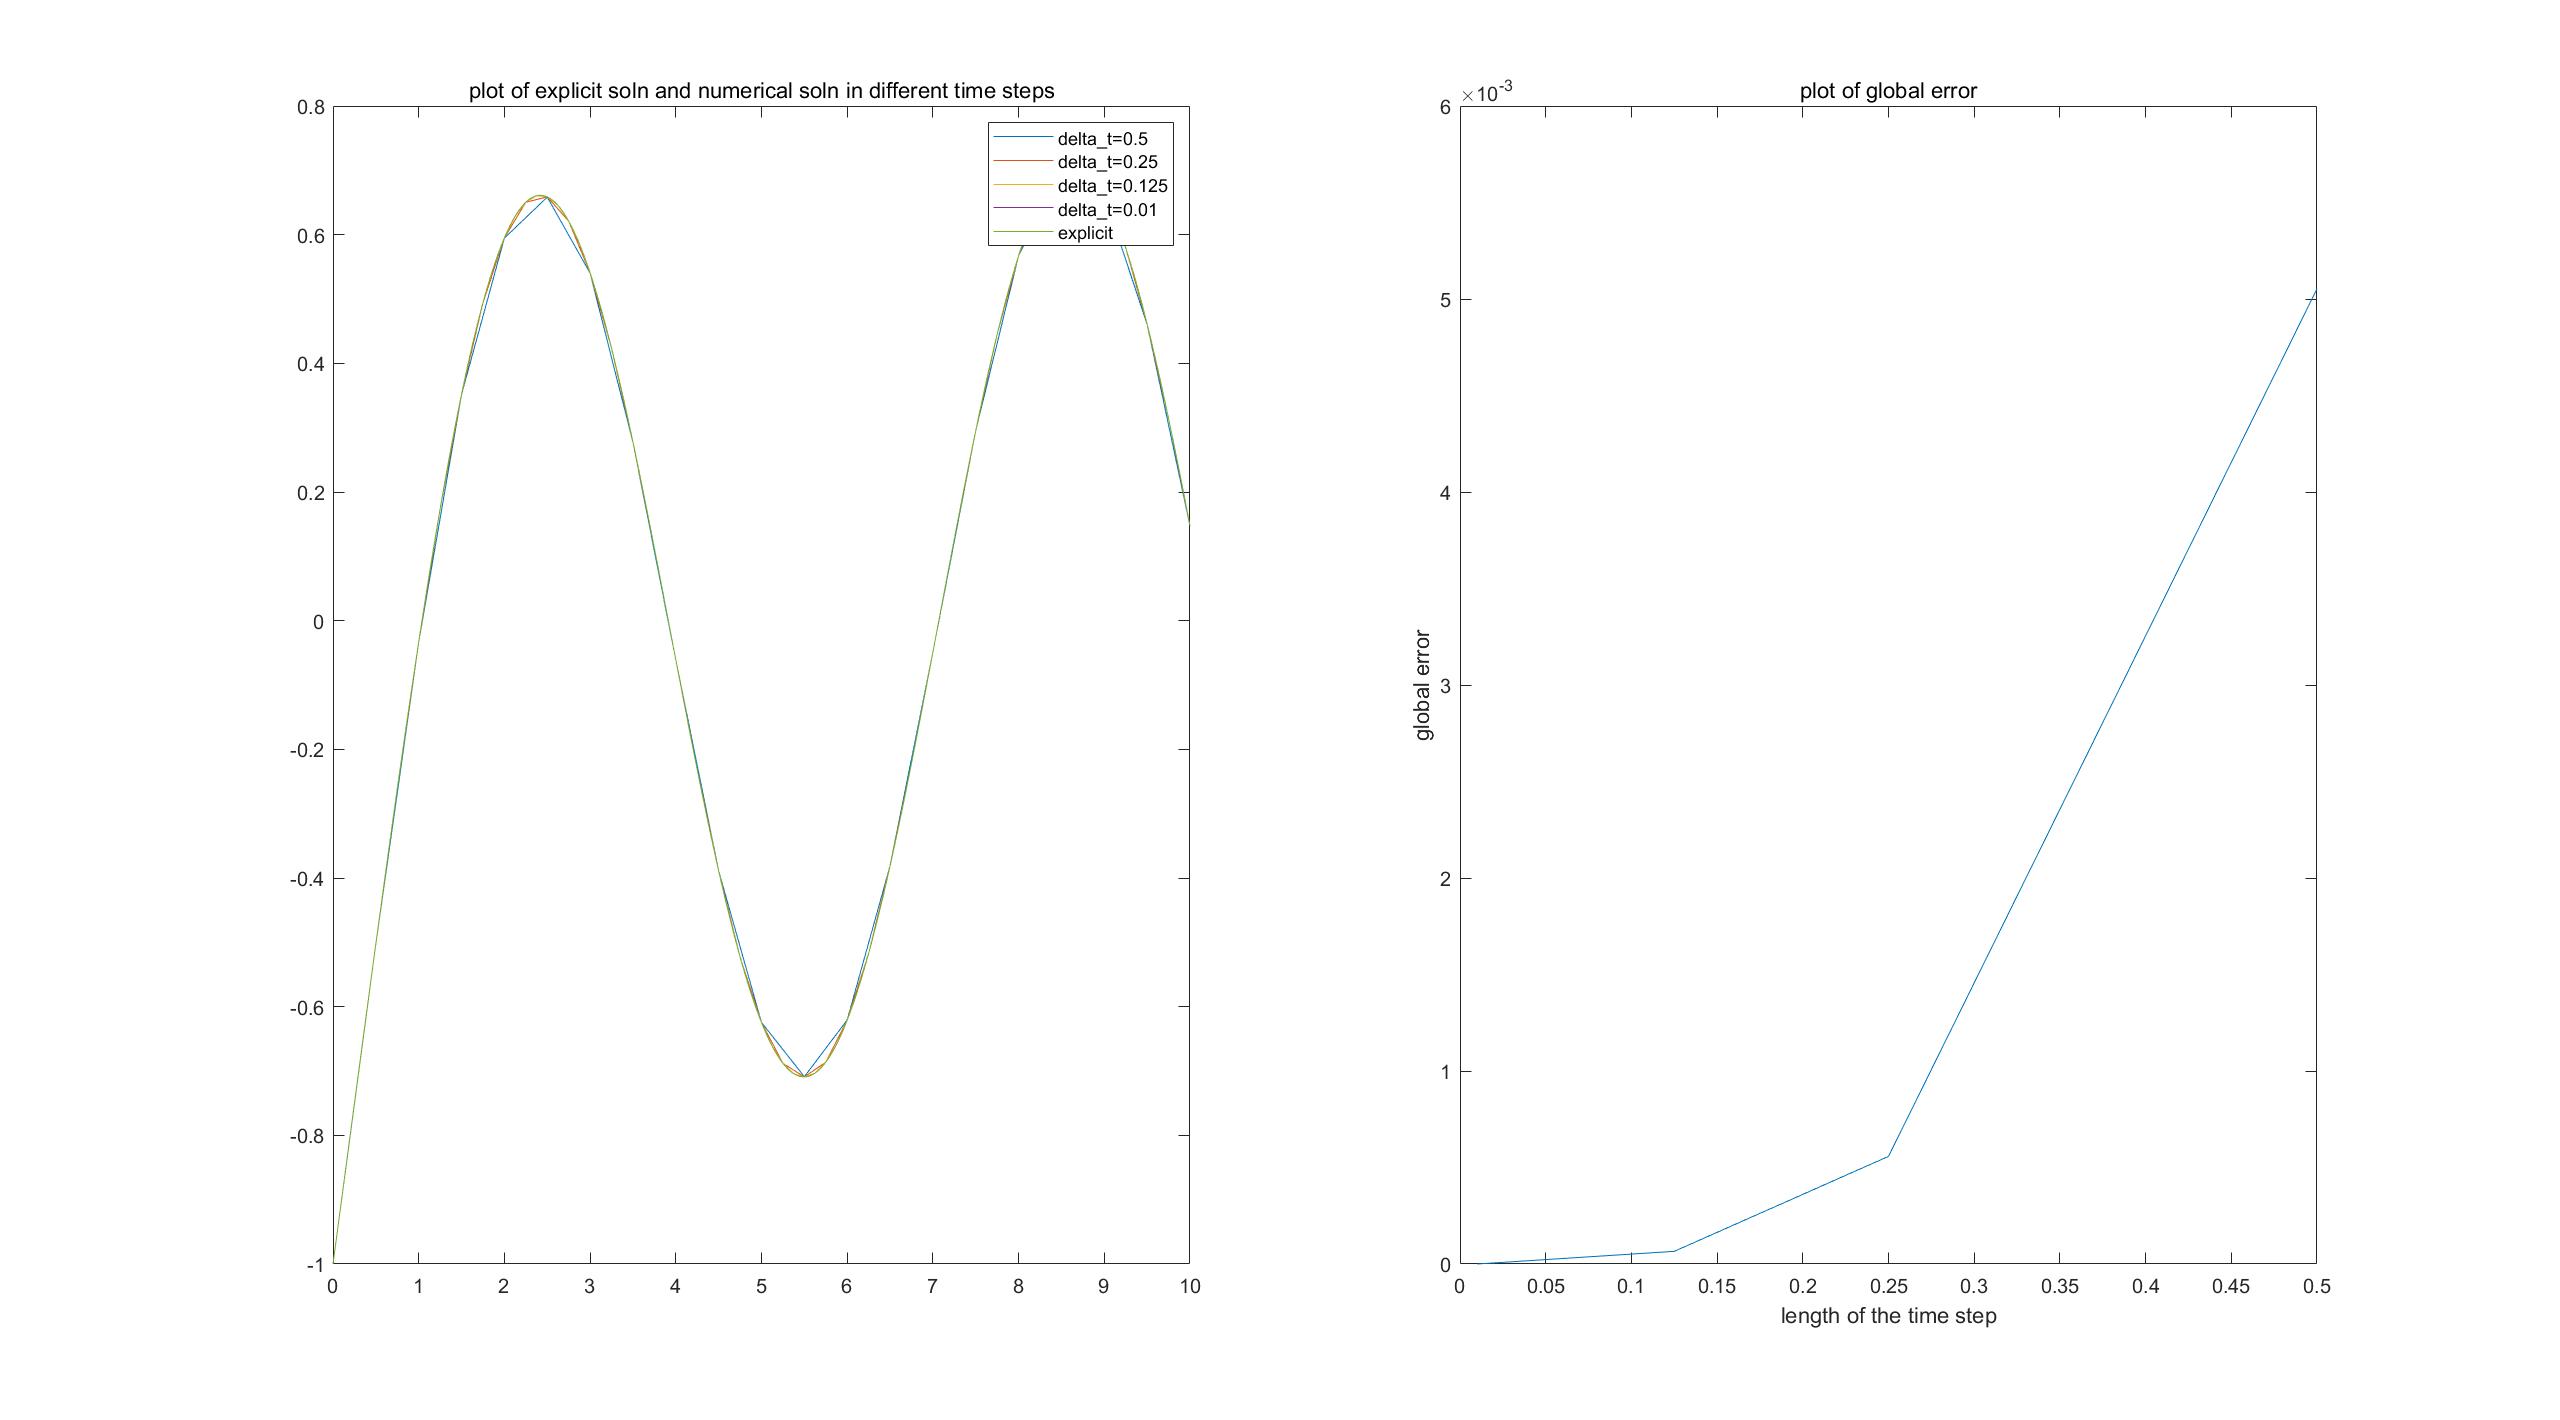 plot of explicit soln and numerical soln in different time steps
0.8
0.6
0.4
0.2
0
-0.2
-0.4
-0.6
-0.8
-1
0 1 2 3 4 5 6 7 8 9 10
delta_t=0.5
delta_t=0.25
delta_t=0.125
delta_t=0.01
explicit
plot of global error
×10⁻³
6
5
4
3
2
1
0
global error
0 0.05 0.1 0.15 0.2 0.25 0.3 0.35 0.4 0.45 0.5
length of the time step